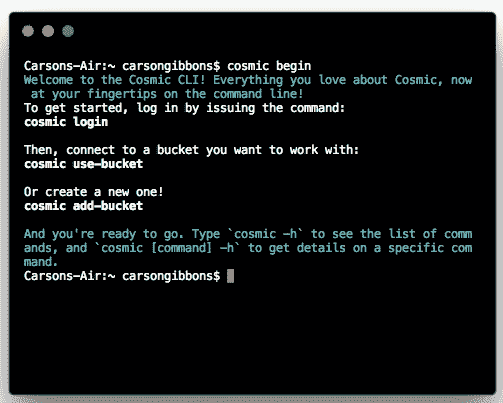 Carsons-Air:~ carsongibbons$ cosmic begin
Welcome to the Cosmic CLI! Everything you love about Cosmic, now
 at your fingertips on the command line!
To get started, log in by issuing the command:
cosmic login
Then, connect to a bucket you want to work with:
cosmic use-bucket
Or create a new one!
cosmic add-bucket
And you're ready to go. Type `cosmic -h` to see the list of comm
ands, and `cosmic [command] -h` to get details on a specific com
mand.
Carsons-Air:~ carsongibbons$